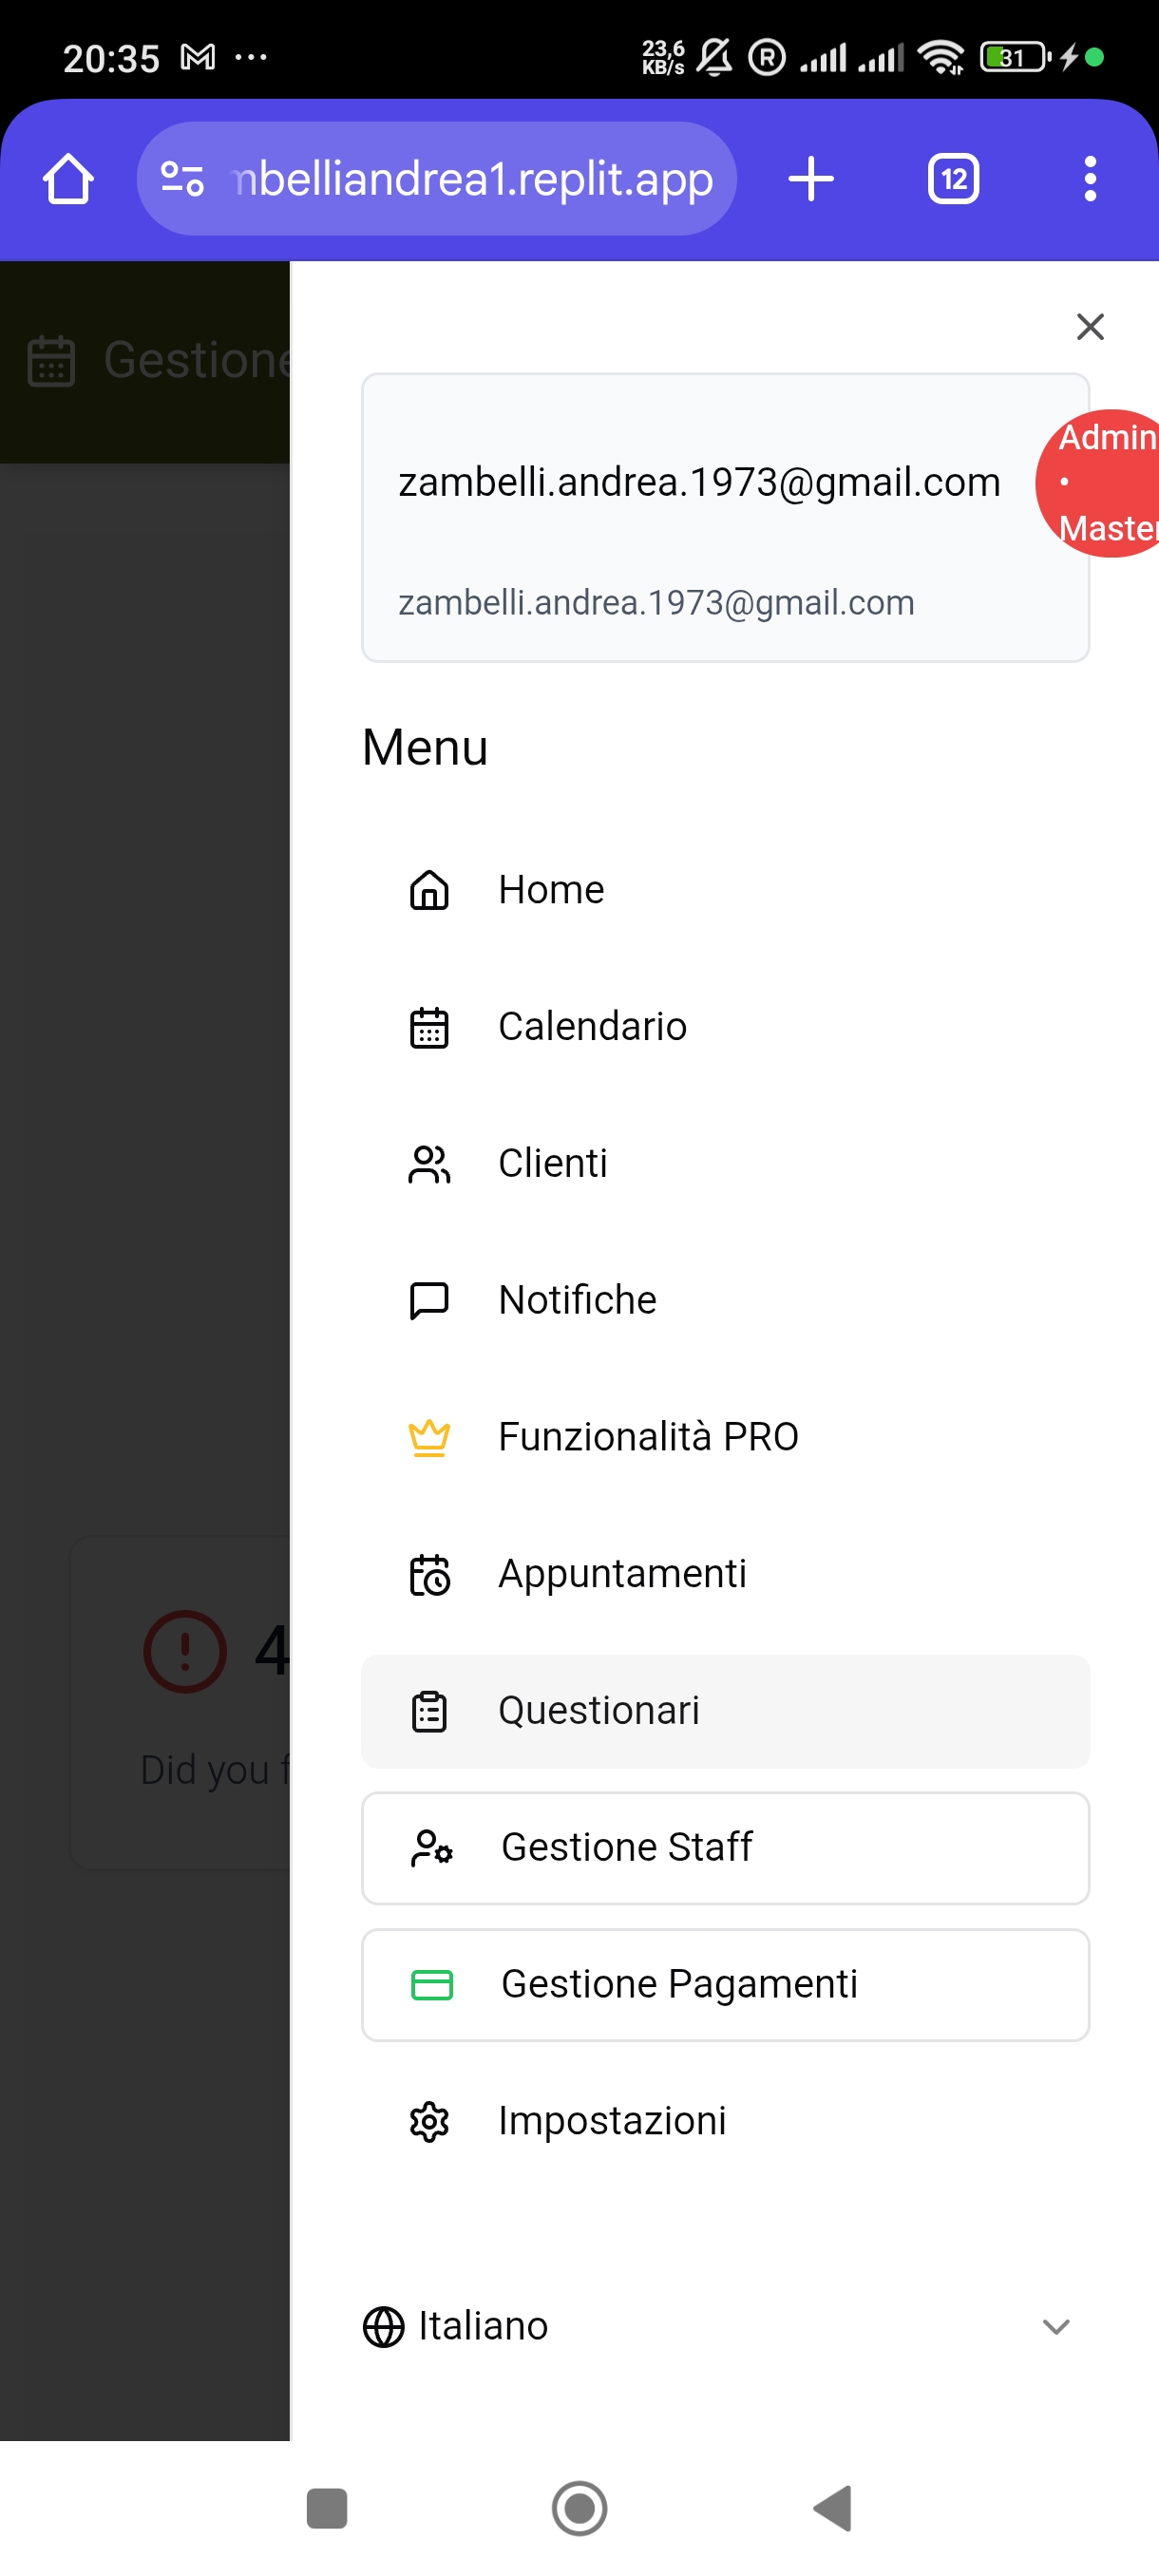 20:35
23,6
KB/s
31
mbelliandrea1.replit.app
12
Gestione
Admin
•
Master
zambelli.andrea.1973@gmail.com
zambelli.andrea.1973@gmail.com
Menu
Home
Calendario
Clienti
Notifiche
Funzionalità PRO
Appuntamenti
4
Did you f
Questionari
Gestione Staff
Gestione Pagamenti
Impostazioni
Italiano